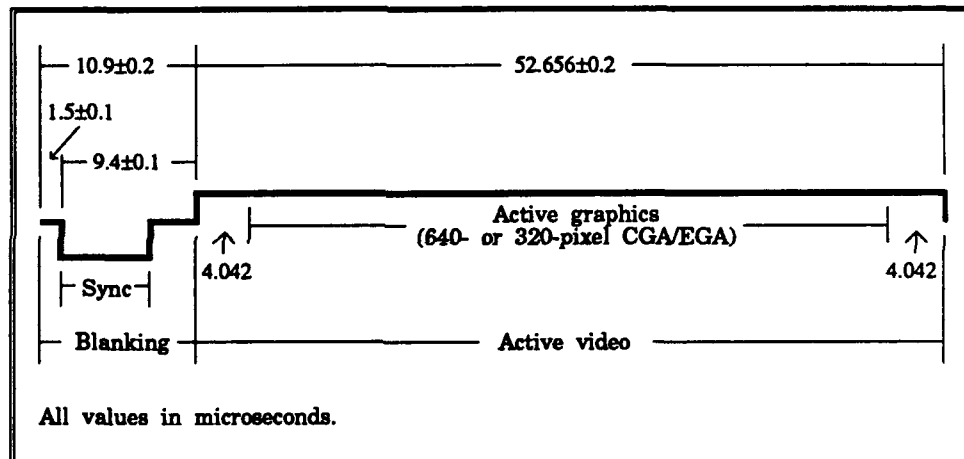 10.9±0.2
52.656±0.2
1.5±0.1
9.4±0.1
Active graphics
(640- or 320-pixel CGA/EGA)
4.042
4.042
Sync
Blanking
Active video
All values in microseconds.